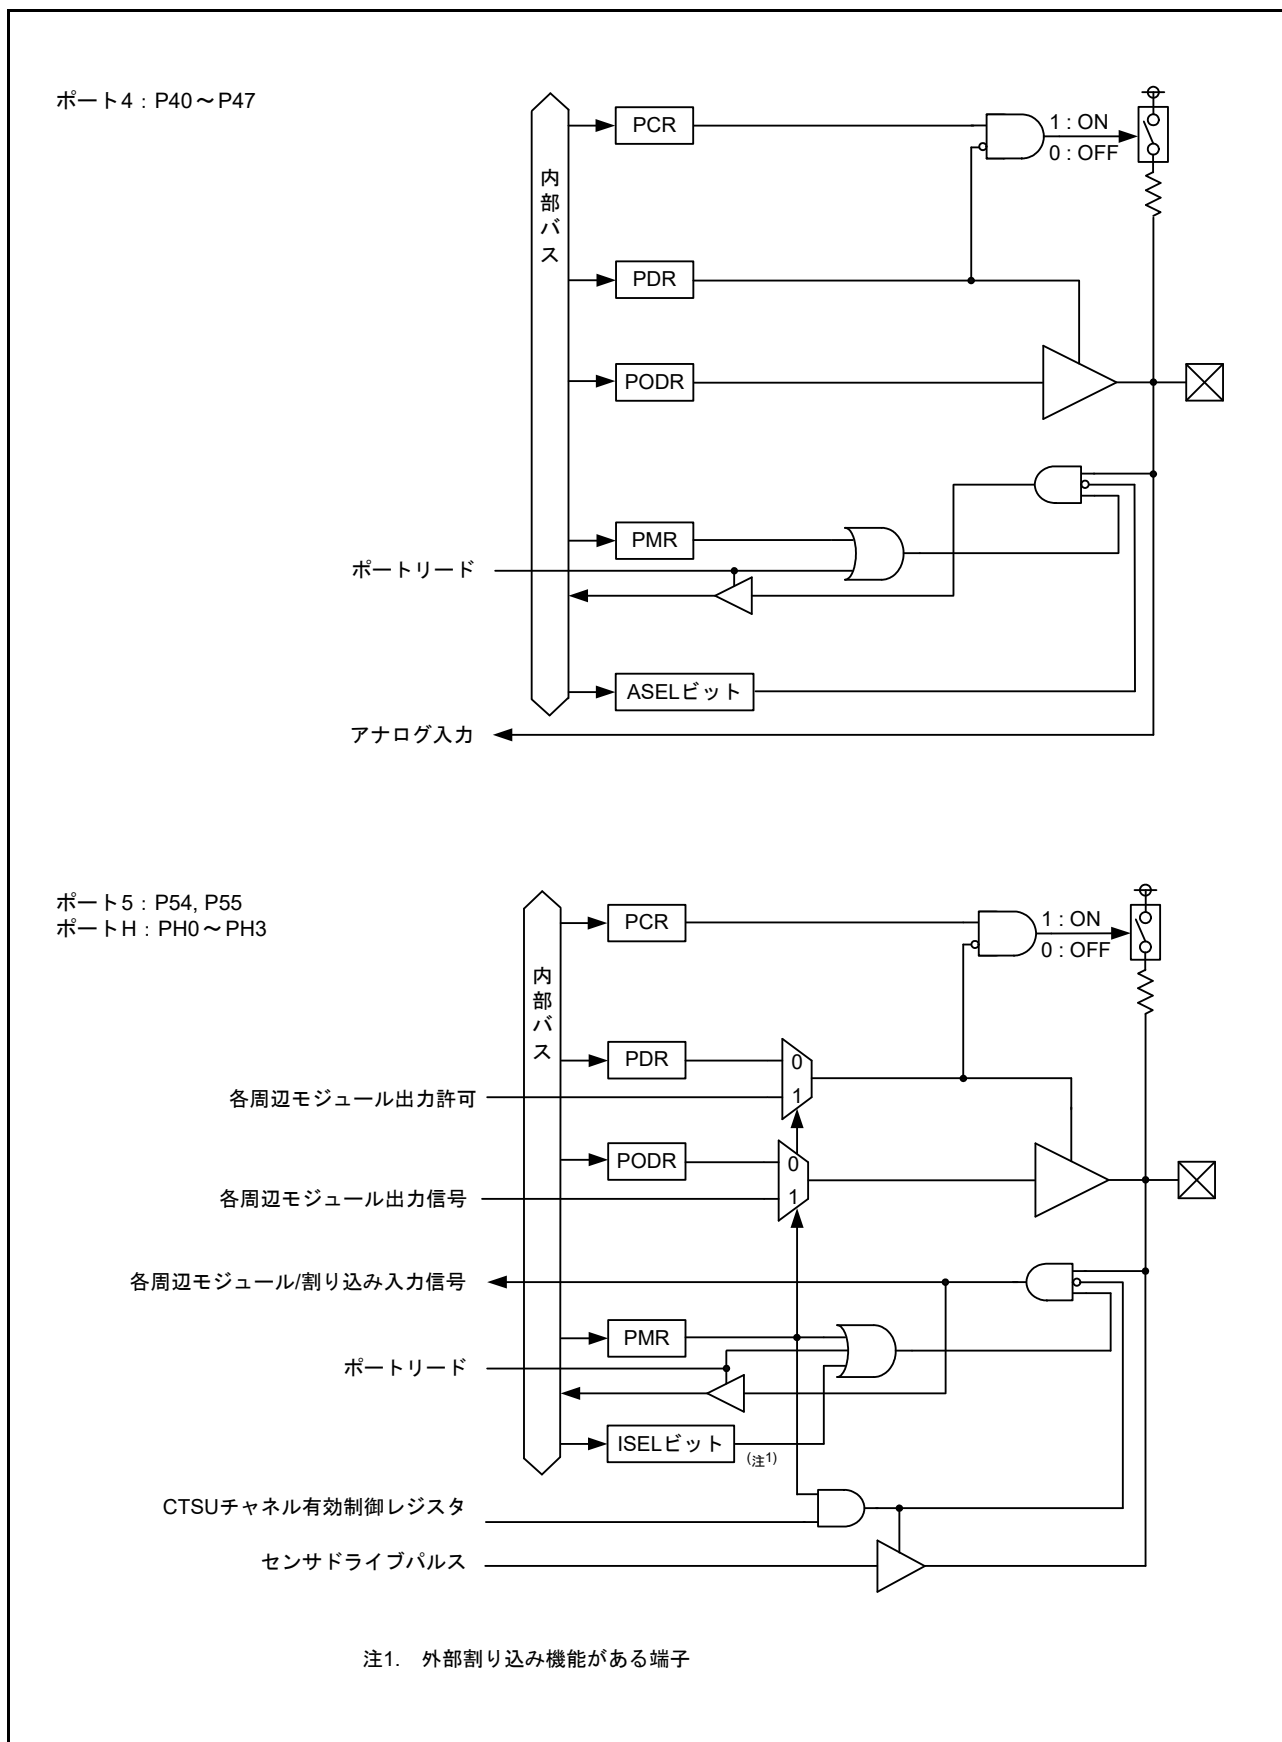 ポート4：P40～P47
内部バス
PCR
1 : ON
0 : OFF
PDR
PODR
PMR
ポートリード
ASELビット
アナログ入力
ポート5：P54, P55
ポートH：PH0～PH3
内部バス
PCR
1 : ON
0 : OFF
PDR
0
1
各周辺モジュール出力許可
PODR
0
1
各周辺モジュール出力信号
各周辺モジュール/割り込み入力信号
PMR
ポートリード
ISELビット
(注1)
CTSUチャネル有効制御レジスタ
センサドライブパルス
注1. 外部割り込み機能がある端子